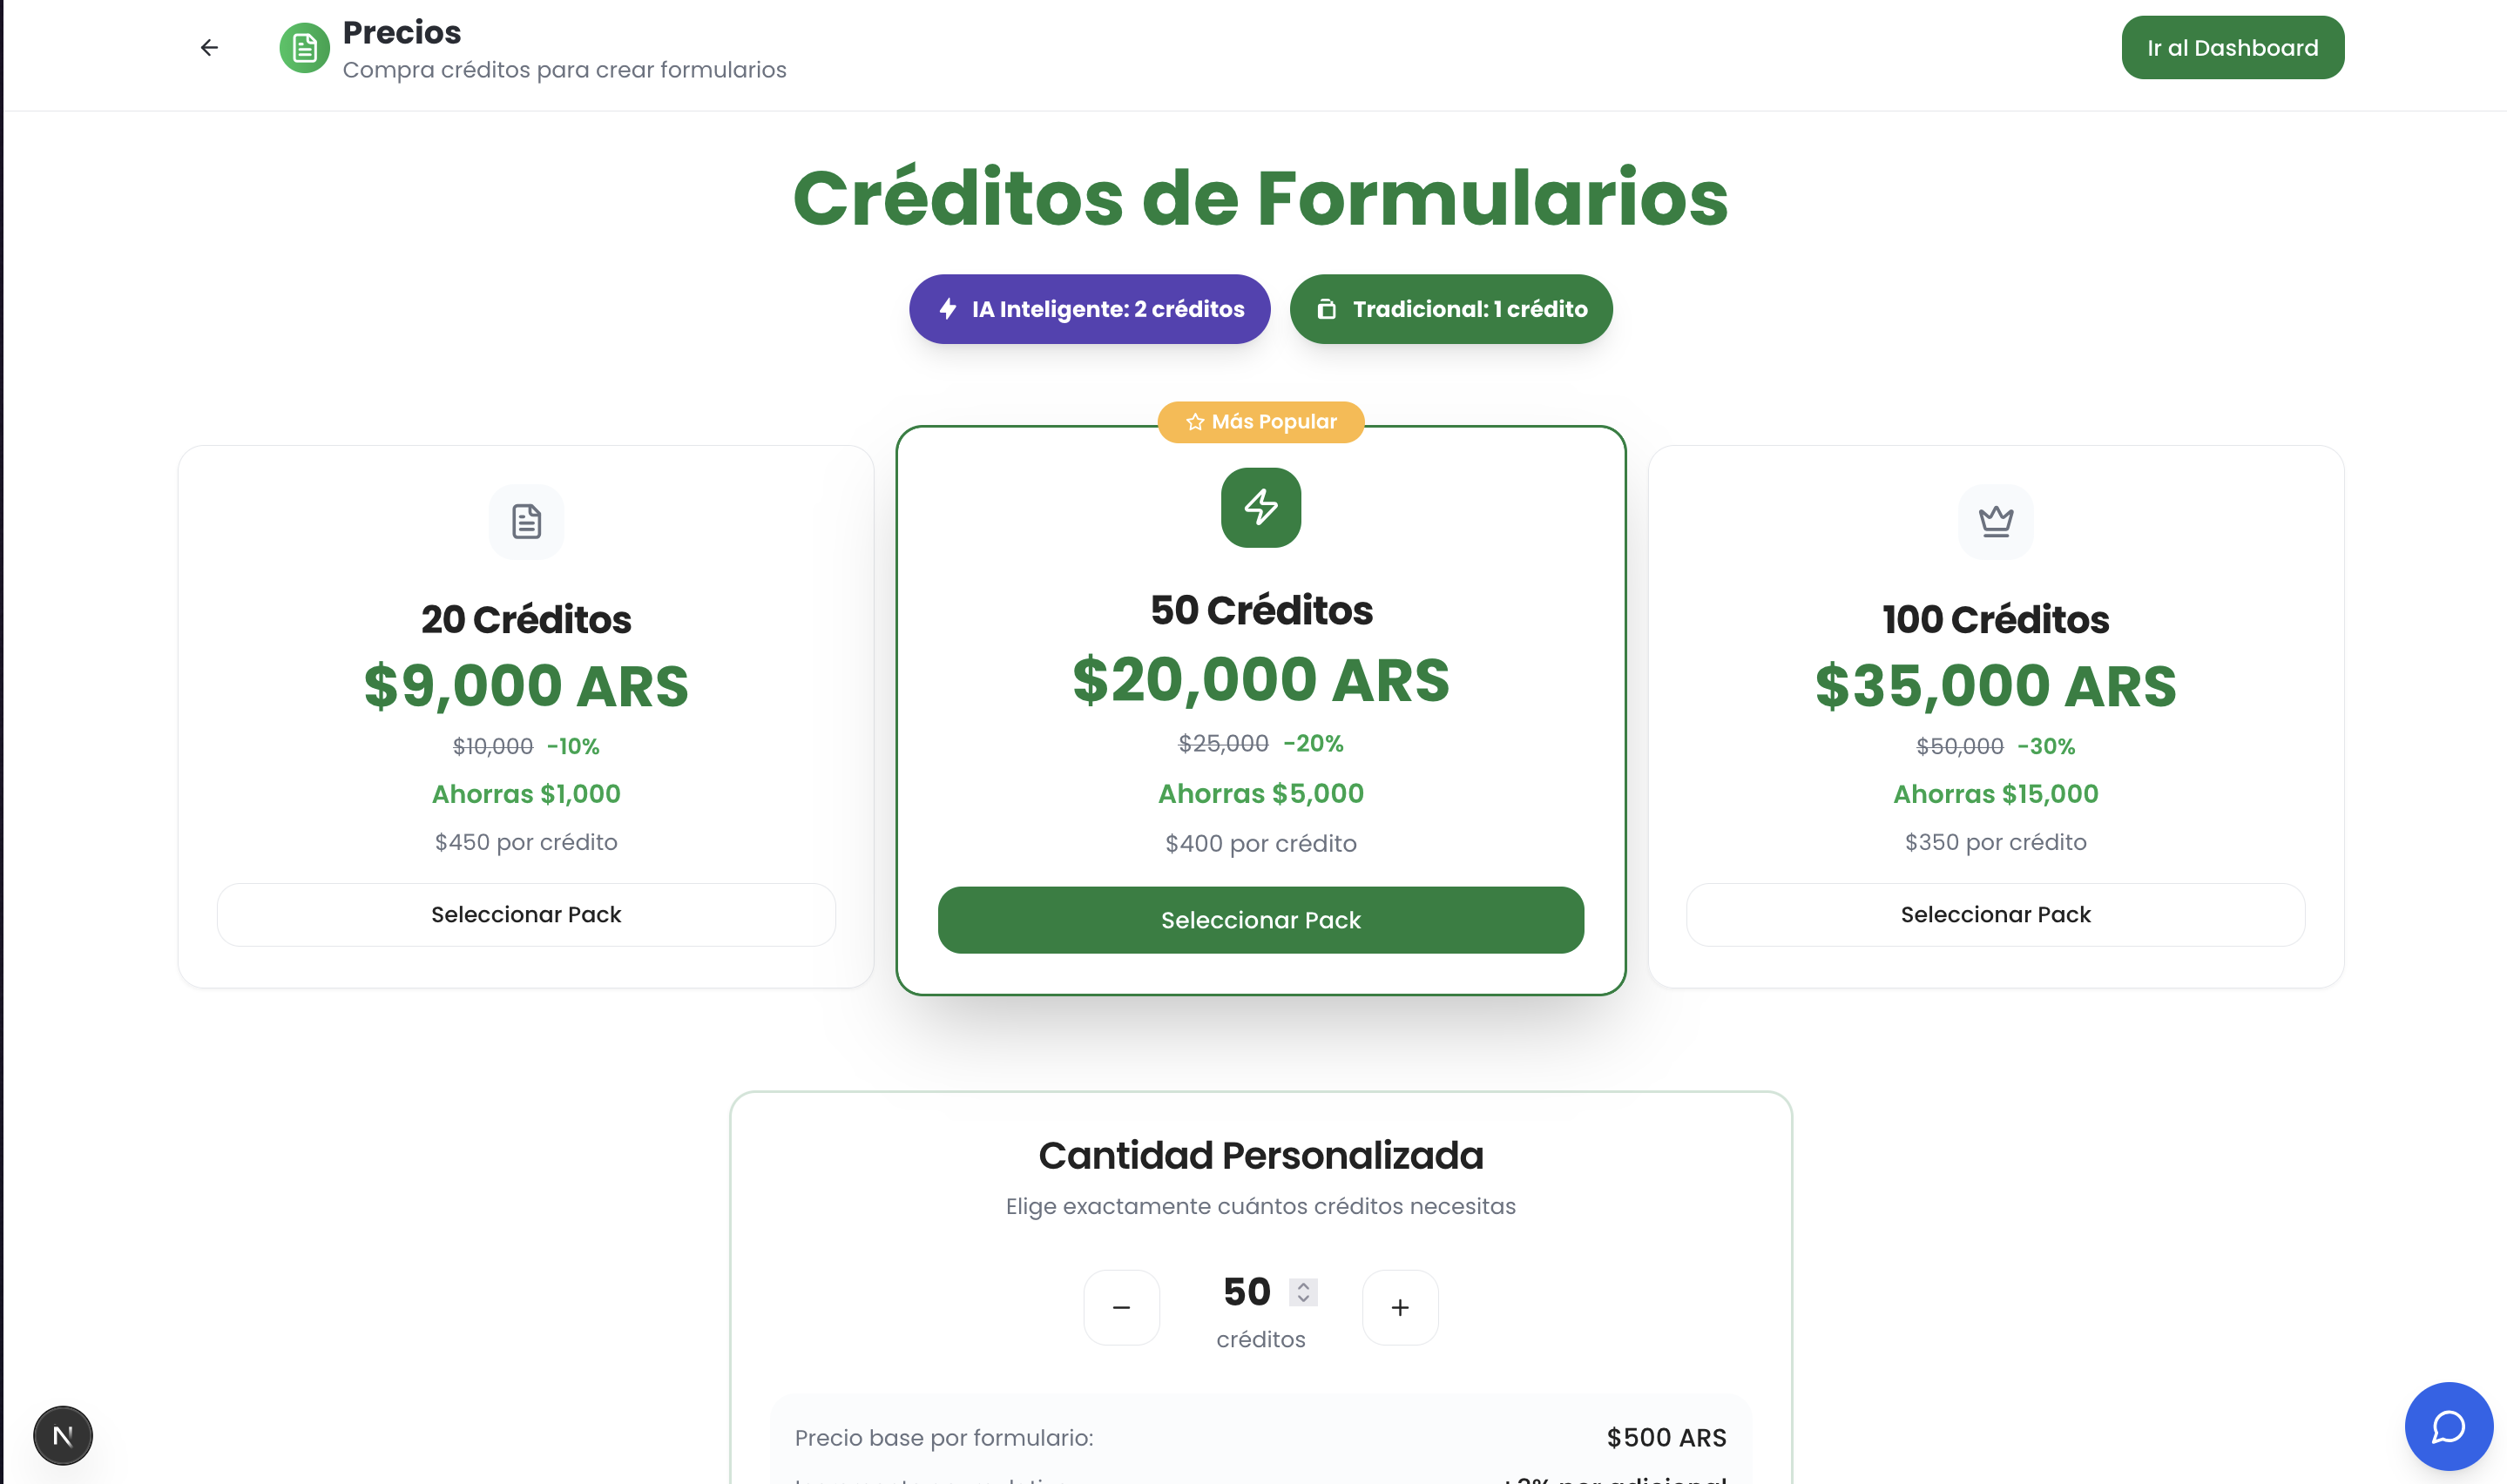 Precios
Compra créditos para crear formularios
Ir al Dashboard
Créditos de Formularios
IA Inteligente: 2 créditos
Tradicional: 1 crédito
Más Popular
20 Créditos
$9,000 ARS
$10,000 -10%
Ahorras $1,000
$450 por crédito
Seleccionar Pack
50 Créditos
$20,000 ARS
$25,000 -20%
Ahorras $5,000
$400 por crédito
Seleccionar Pack
100 Créditos
$35,000 ARS
$50,000 -30%
Ahorras $15,000
$350 por crédito
Seleccionar Pack
Cantidad Personalizada
Elige exactamente cuántos créditos necesitas
50
créditos
Precio base por formulario: $500 ARS
por adicional
N